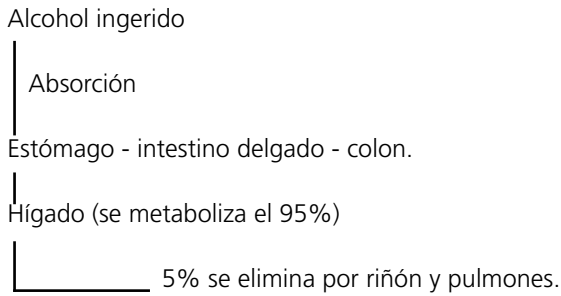 Alcohol ingerido
Absorción
Estómago - intestino delgado - colon.
Hígado (se metaboliza el 95%)
5% se elimina por riñón y pulmones.